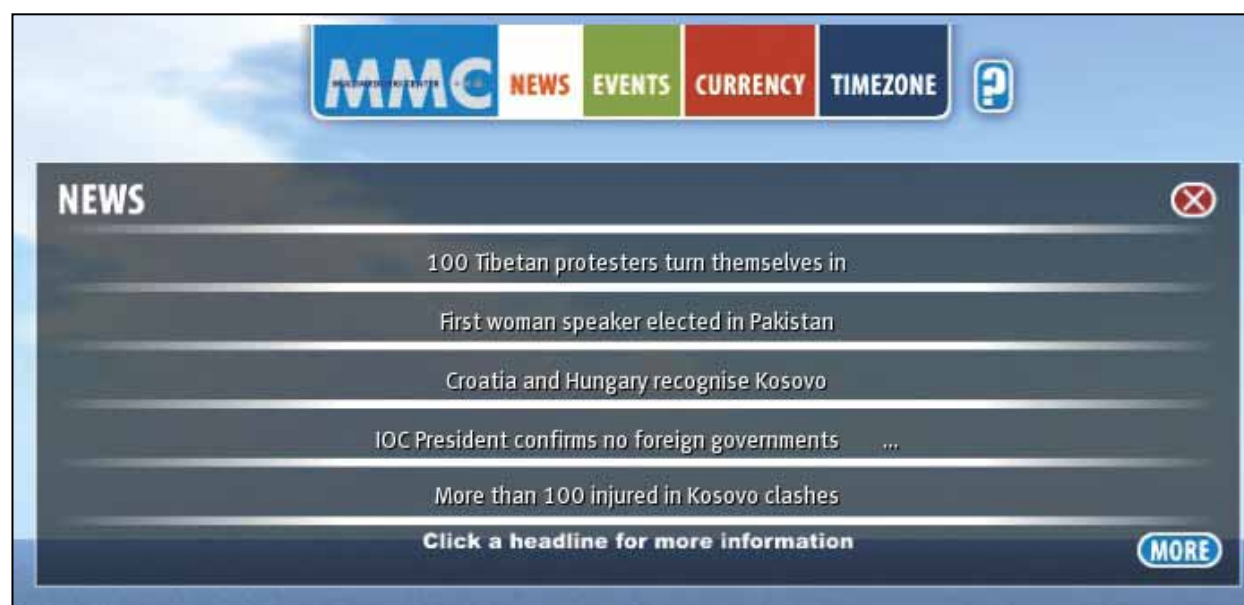 MMC
NEWS
EVENTS
CURRENCY
TIMEZONE
?
NEWS
100 Tibetan protesters turn themselves in
First woman speaker elected in Pakistan
Croatia and Hungary recognise Kosovo
IOC President confirms no foreign governments ...
More than 100 injured in Kosovo clashes
Click a headline for more information
MORE